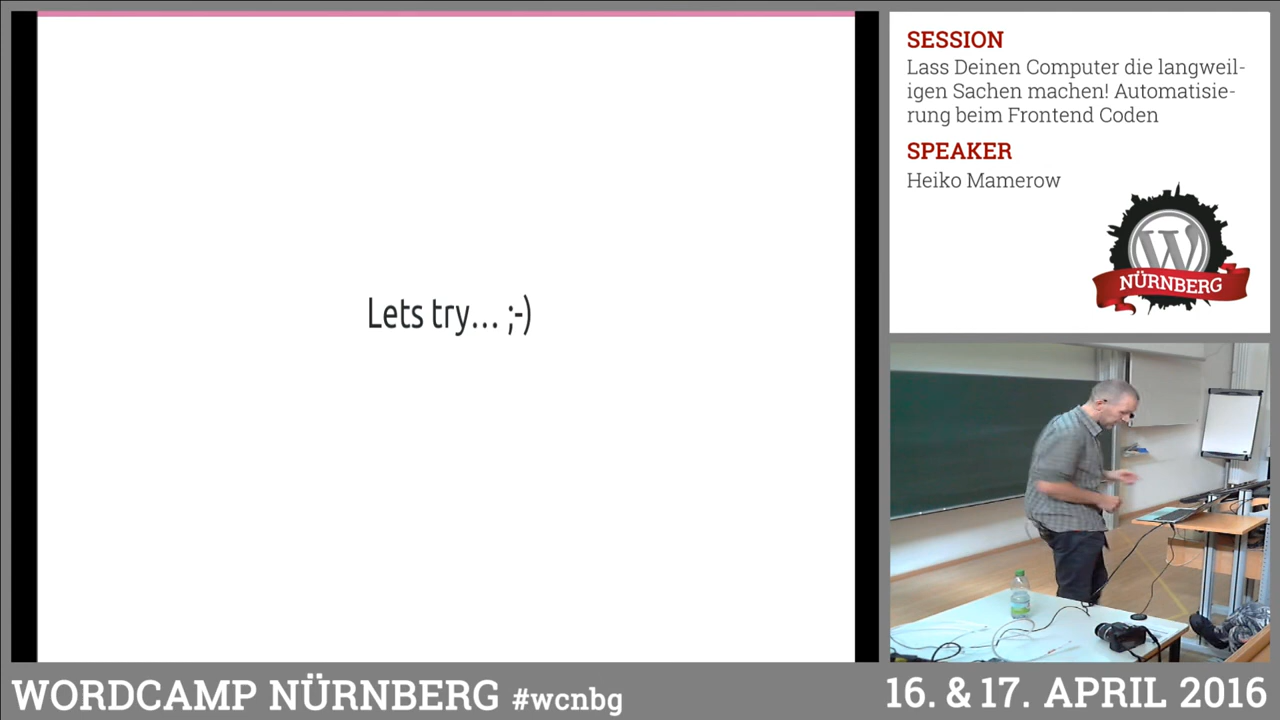 Lets try... ;-)
SESSION
Lass Deinen Computer die langweil-
igen Sachen machen! Automatisie-
rung beim Frontend Coden
SPEAKER
Heiko Mamerow
W
NÜRNBERG
WORDCAMP NÜRNBERG #wcnbg
16. & 17. APRIL 2016